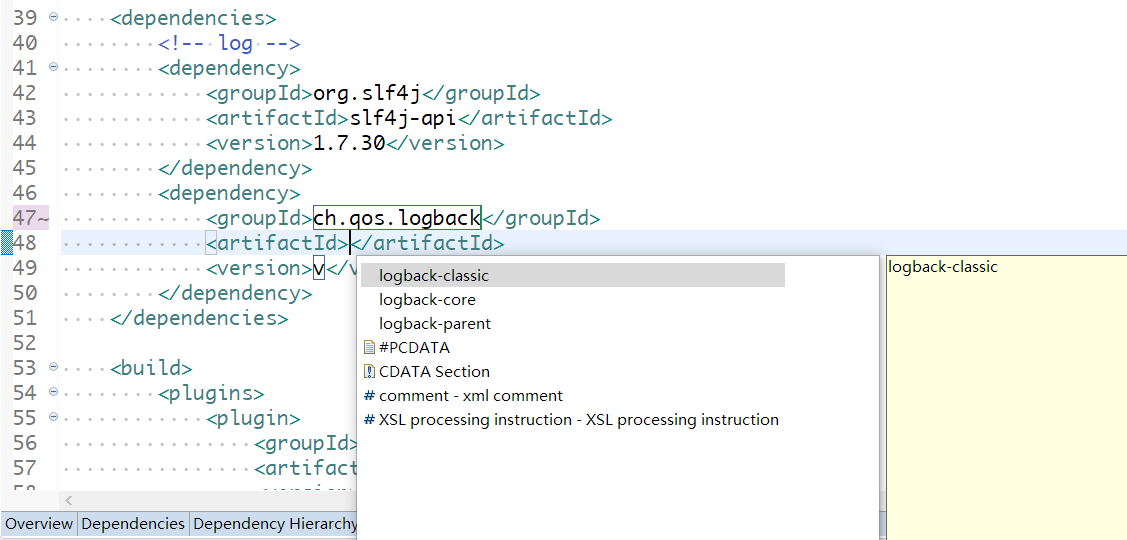 39 <dependencies>
40 <!-- log -->
41 <dependency>
42 <groupId>org.slf4j</groupId>
43 <artifactId>slf4j-api</artifactId>
44 <version>1.7.30</version>
45 </dependency>
46 <dependency>
47~ <groupId>ch.qos.logback</groupId>
48 <artifactId></artifactId>
49 <version>v</v
50 </dependency>
51 </dependencies>
52
53 <build>
54 <plugins>
55 <plugin>
56 <groupId>
57 <artifact
logback-classic
logback-core
logback-parent
#PCDATA
CDATA Section
# comment - xml comment
# XSL processing instruction - XSL processing instruction
logback-classic
Overview Dependencies Dependency Hierarchy